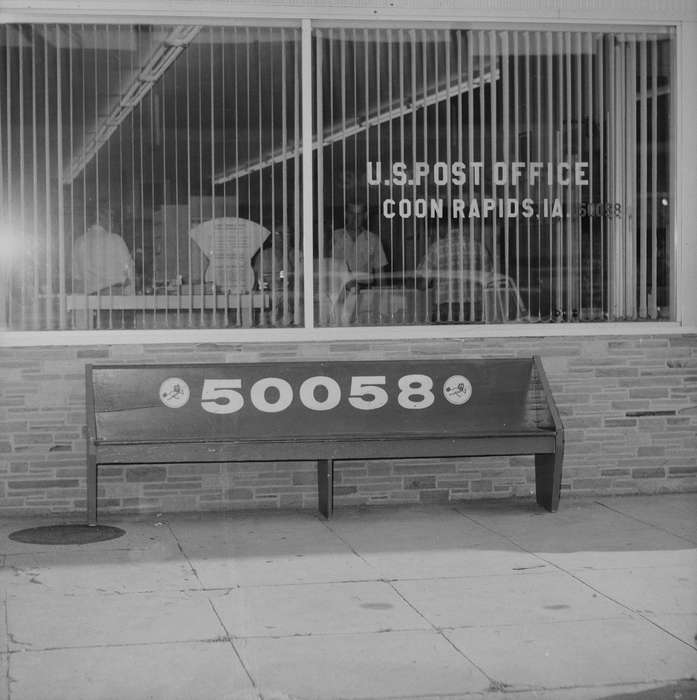 U.S. POST OFFICE
COON RAPIDS, IA. 50058
50058